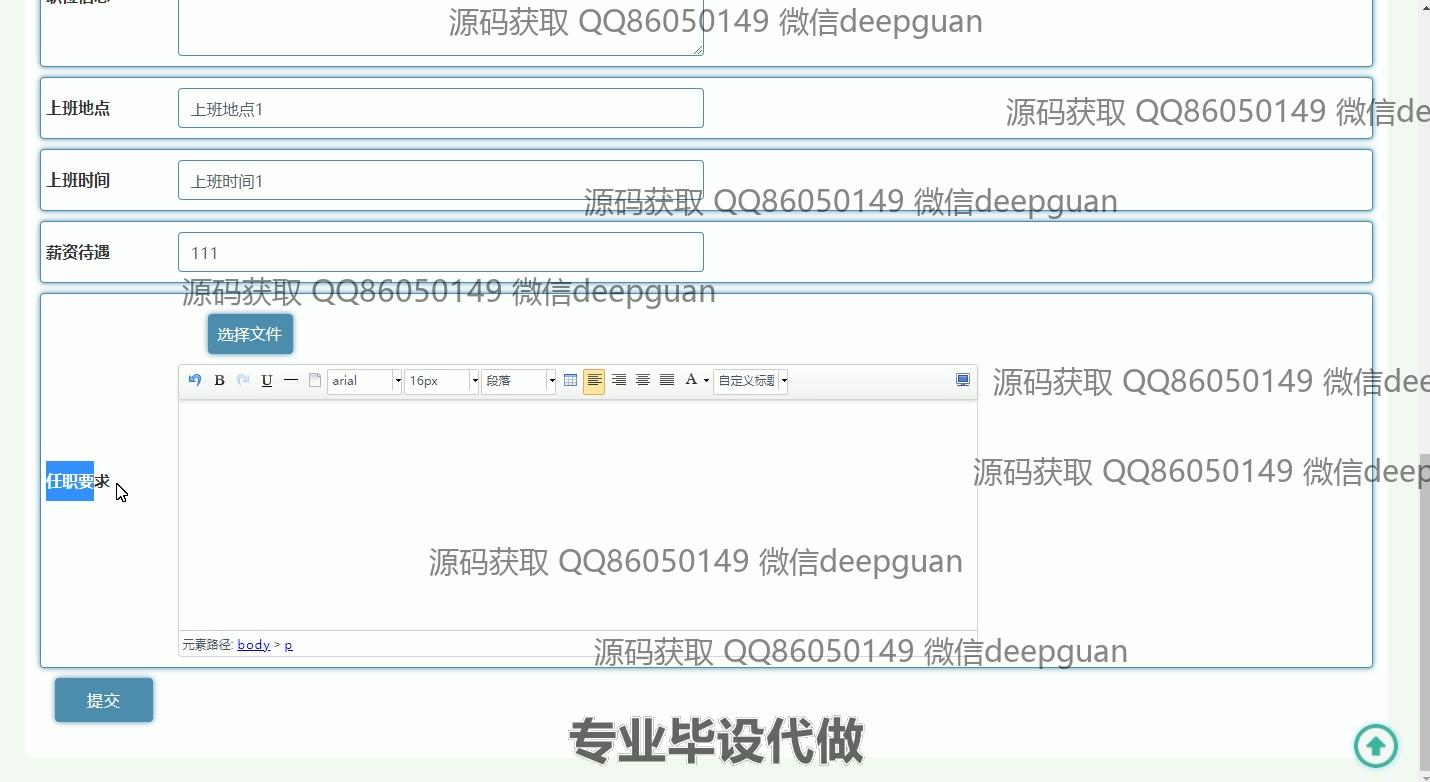 源码获取 QQ86050149 微信deepguan
上班地点
上班地点1
源码获取 QQ86050149 微信de
上班时间
上班时间1
源码获取 QQ86050149 微信deepguan
薪资待遇
111
源码获取 QQ86050149 微信deepguan
选择文件
B U arial 16px 段落 A 自定义标题
源码获取 QQ86050149 微信dee
任职要求
源码获取 QQ86050149 微信deep
源码获取 QQ86050149 微信deepguan
元素路径: body > p
源码获取 QQ86050149 微信deepguan
提交
专业毕设代做